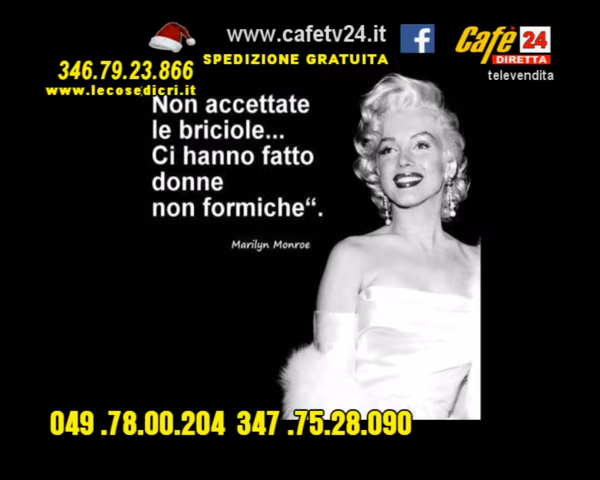 www.cafetv24.it
f
Cafè 24
DIRETTA
televendita
SPEDIZIONE GRATUITA
346.79.23.866
www.lecosedicri.it
Non accettate
le briciole...
Ci hanno fatto
donne
non formiche“.
Marilyn Monroe
049 .78.00.204 347 .75.28.090